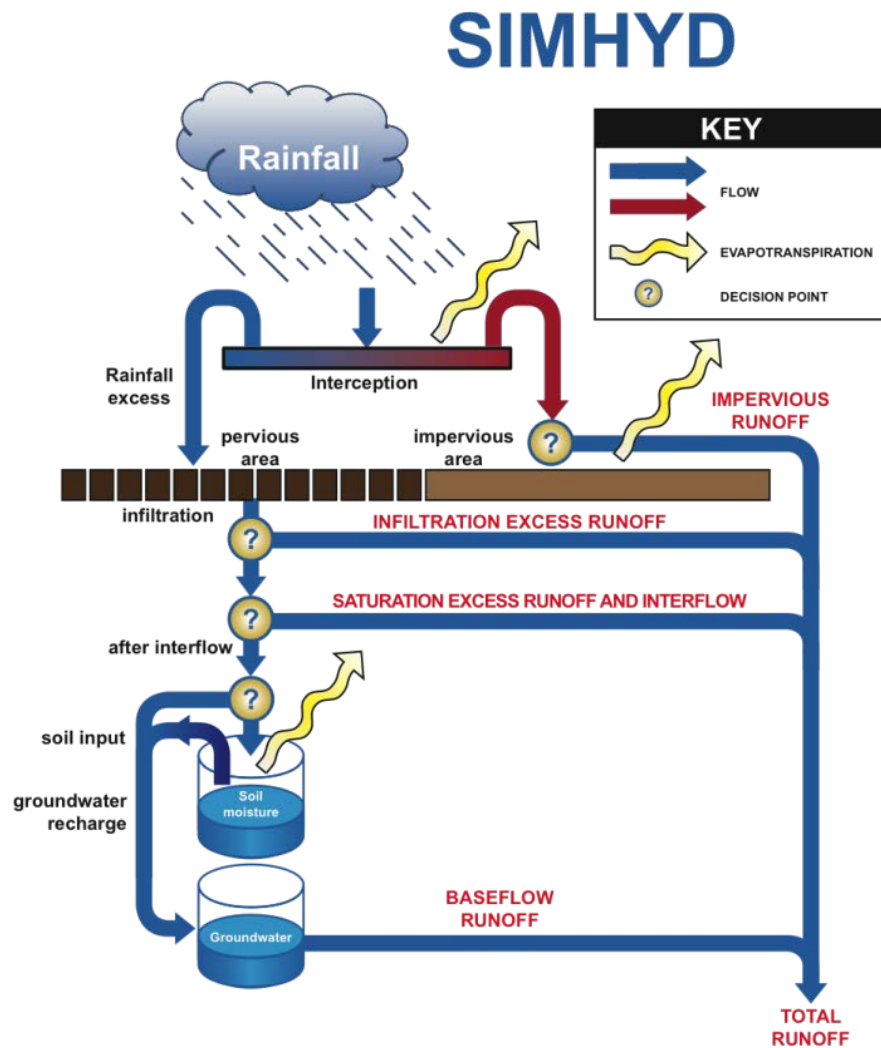 SIMHYD
Rainfall
KEY
FLOW
EVAPOTRANSPIRATION
?
DECISION POINT
Rainfall
excess
Interception
IMPERVIOUS
RUNOFF
pervious
area
impervious
area
?
infiltration
INFILTRATION EXCESS RUNOFF
?
SATURATION EXCESS RUNOFF AND INTERFLOW
?
after interflow
?
soil input
Soil
moisture
groundwater
recharge
BASEFLOW
RUNOFF
Groundwater
TOTAL
RUNOFF